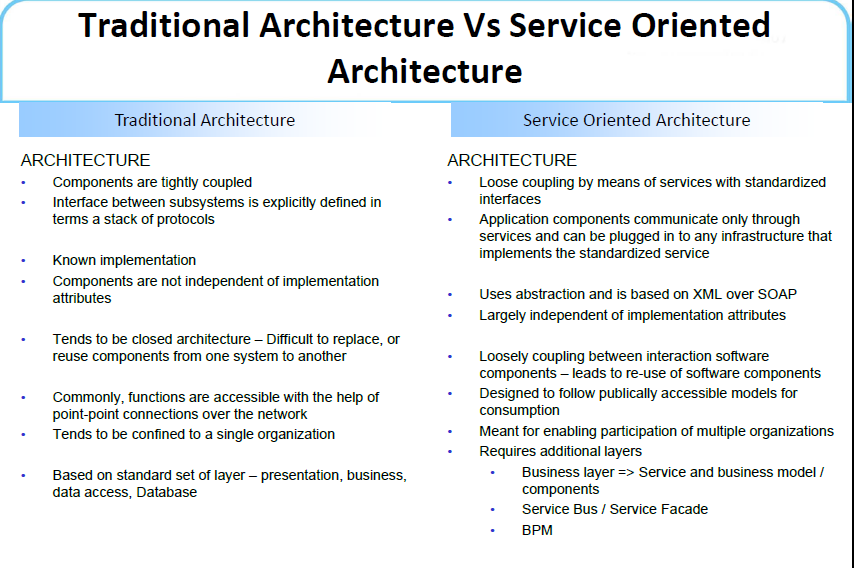 Traditional Architecture Vs Service Oriented
Architecture
Traditional Architecture
ARCHITECTURE
• Components are tightly coupled
• Interface between subsystems is explicitly defined in
terms a stack of protocols
• Known implementation
• Components are not independent of implementation
attributes
• Tends to be closed architecture – Difficult to replace, or
reuse components from one system to another
• Commonly, functions are accessible with the help of
point-point connections over the network
• Tends to be confined to a single organization
• Based on standard set of layer – presentation, business,
data access, Database
Service Oriented Architecture
ARCHITECTURE
• Loose coupling by means of services with standardized
interfaces
• Application components communicate only through
services and can be plugged in to any infrastructure that
implements the standardized service
• Uses abstraction and is based on XML over SOAP
• Largely independent of implementation attributes
• Loosely coupling between interaction software
components – leads to re-use of software components
• Designed to follow publically accessible models for
consumption
• Meant for enabling participation of multiple organizations
• Requires additional layers
• Business layer => Service and business model /
components
• Service Bus / Service Facade
• BPM